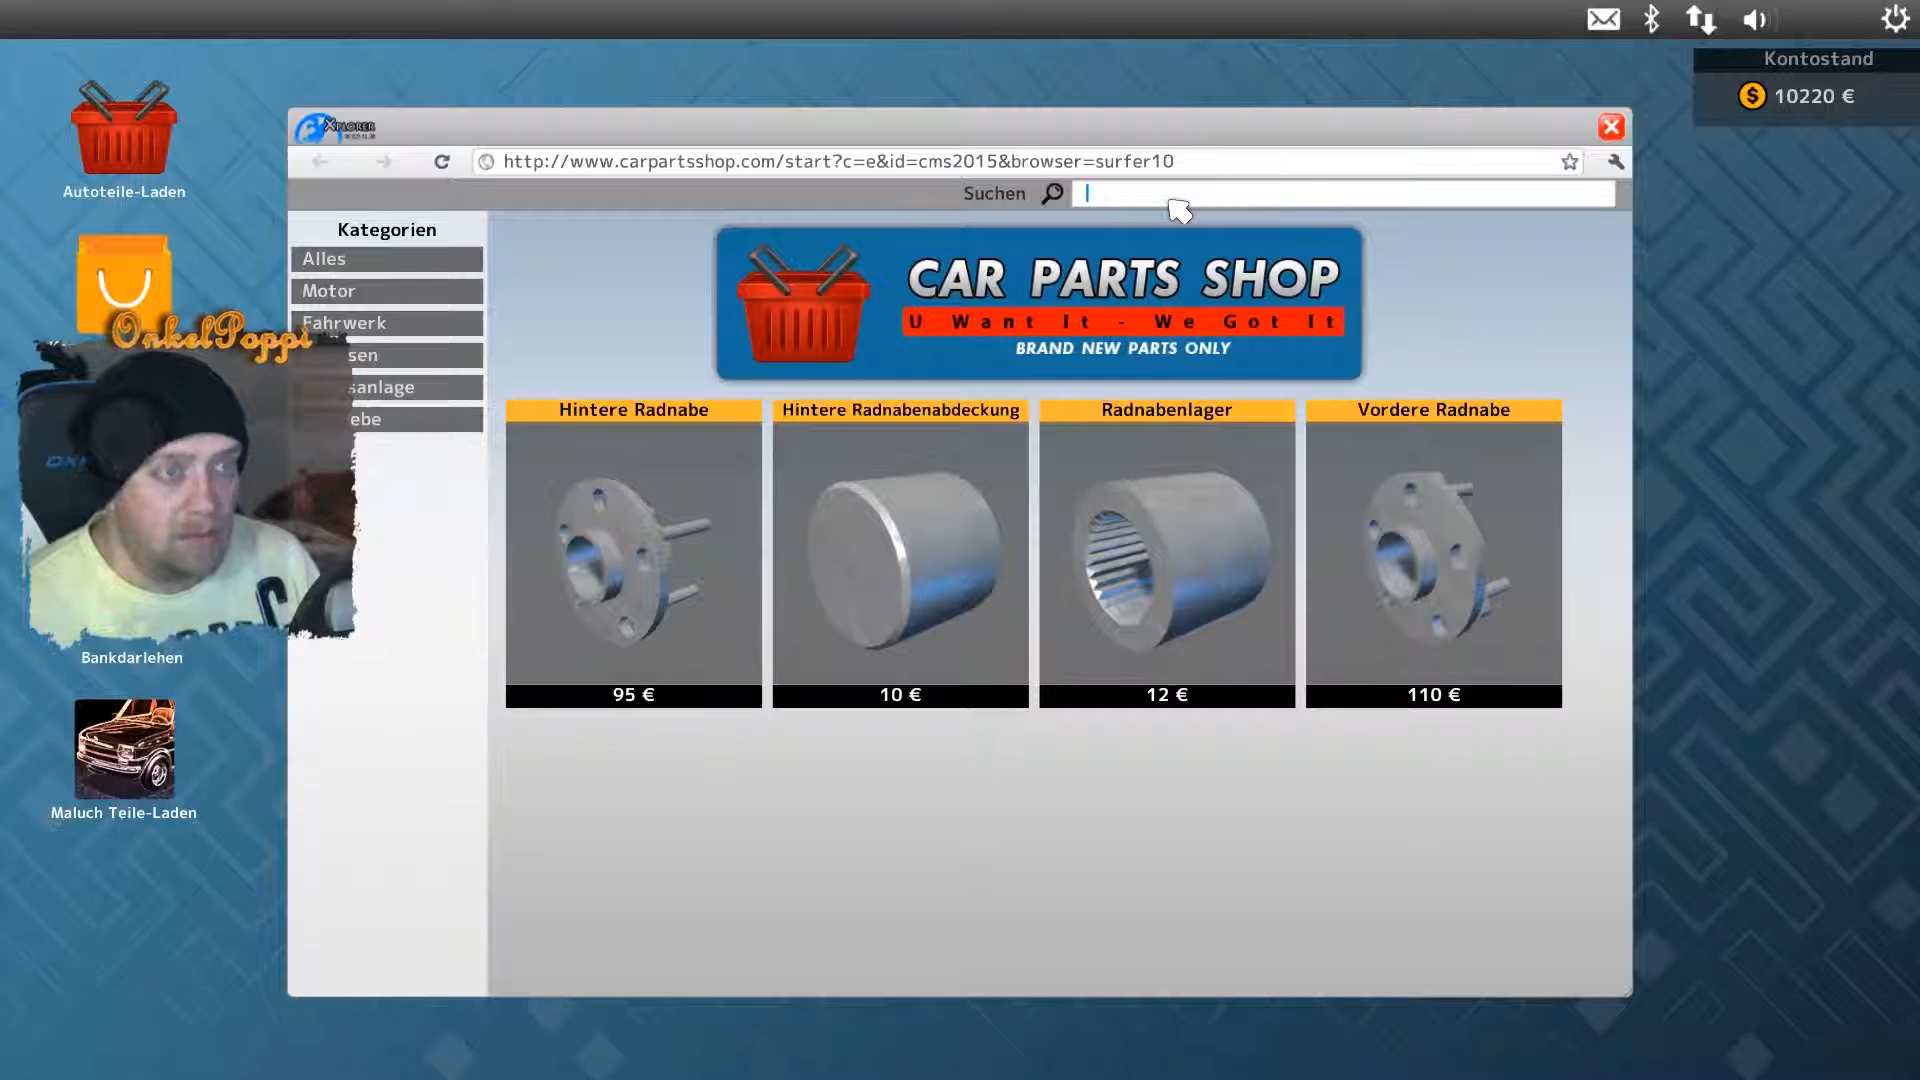 Kontostand
10220 €
Autoteile-Laden
XPLORER
http://www.carpartsshop.com/start?c=e&id=cms2015&browser=surfer10
Suchen
Kategorien
Alles
Motor
Fahrwerk
sen
sanlage
ebe
OnkelPoppi
CAR PARTS SHOP
U Want It - We Got It
BRAND NEW PARTS ONLY
Hintere Radnabe
Hintere Radnabenabdeckung
Radnabenlager
Vordere Radnabe
95 €
10 €
12 €
110 €
Bankdarlehen
Maluch Teile-Laden